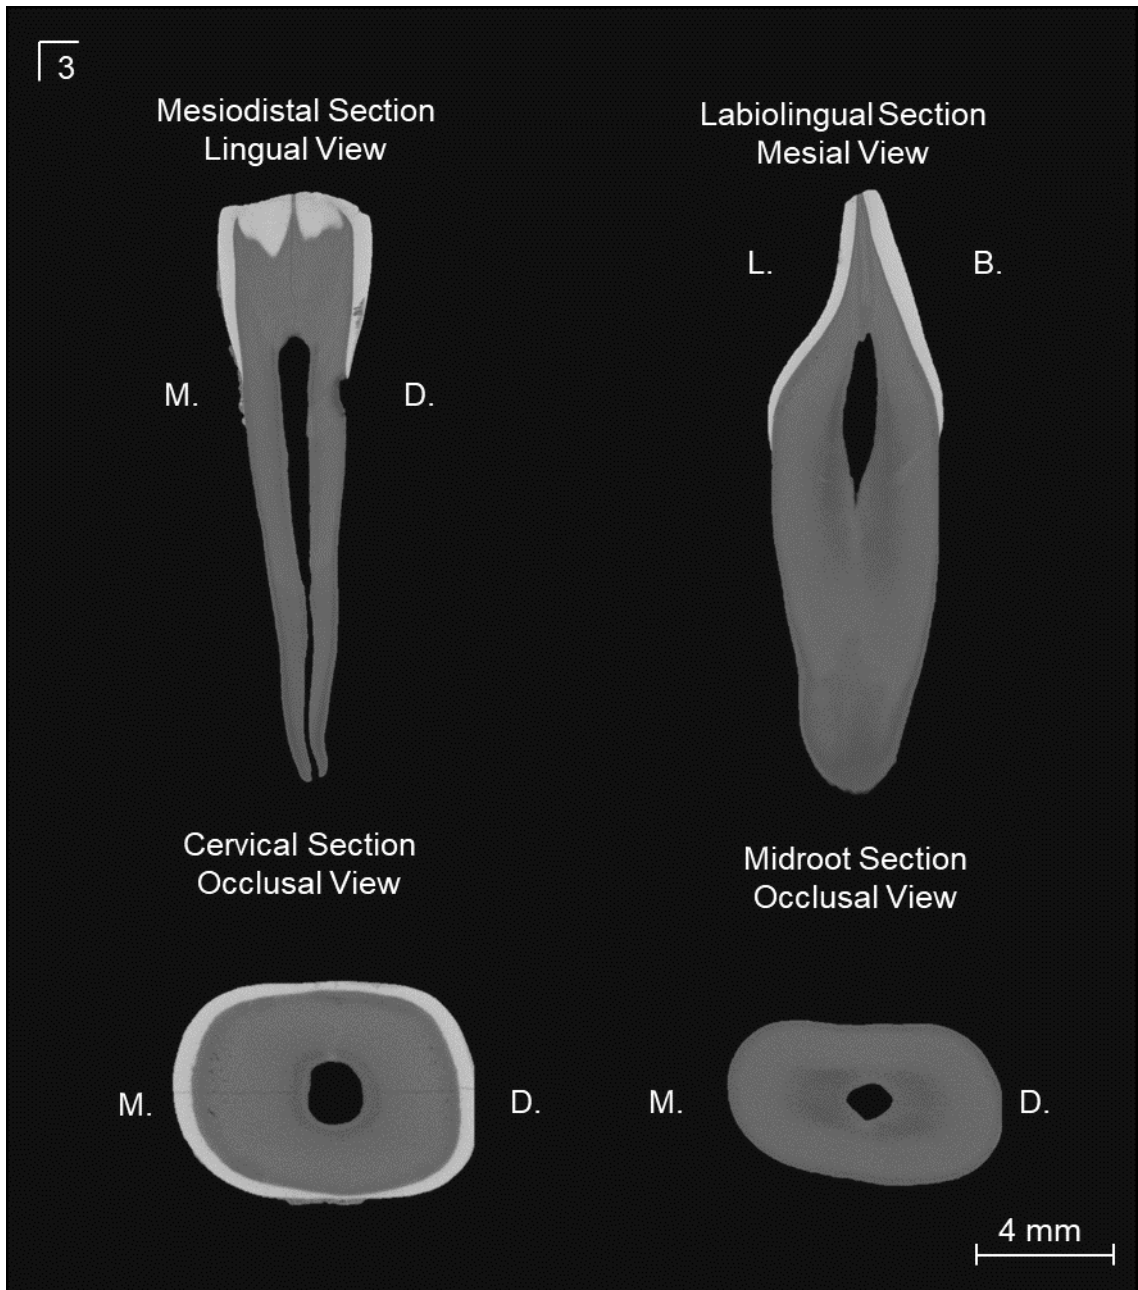 3
Mesiodistal Section
Lingual View
Labiolingual Section
Mesial View
L.
B.
M.
D.
Cervical Section
Occlusal View
Midroot Section
Occlusal View
M.
D.
M.
D.
4 mm